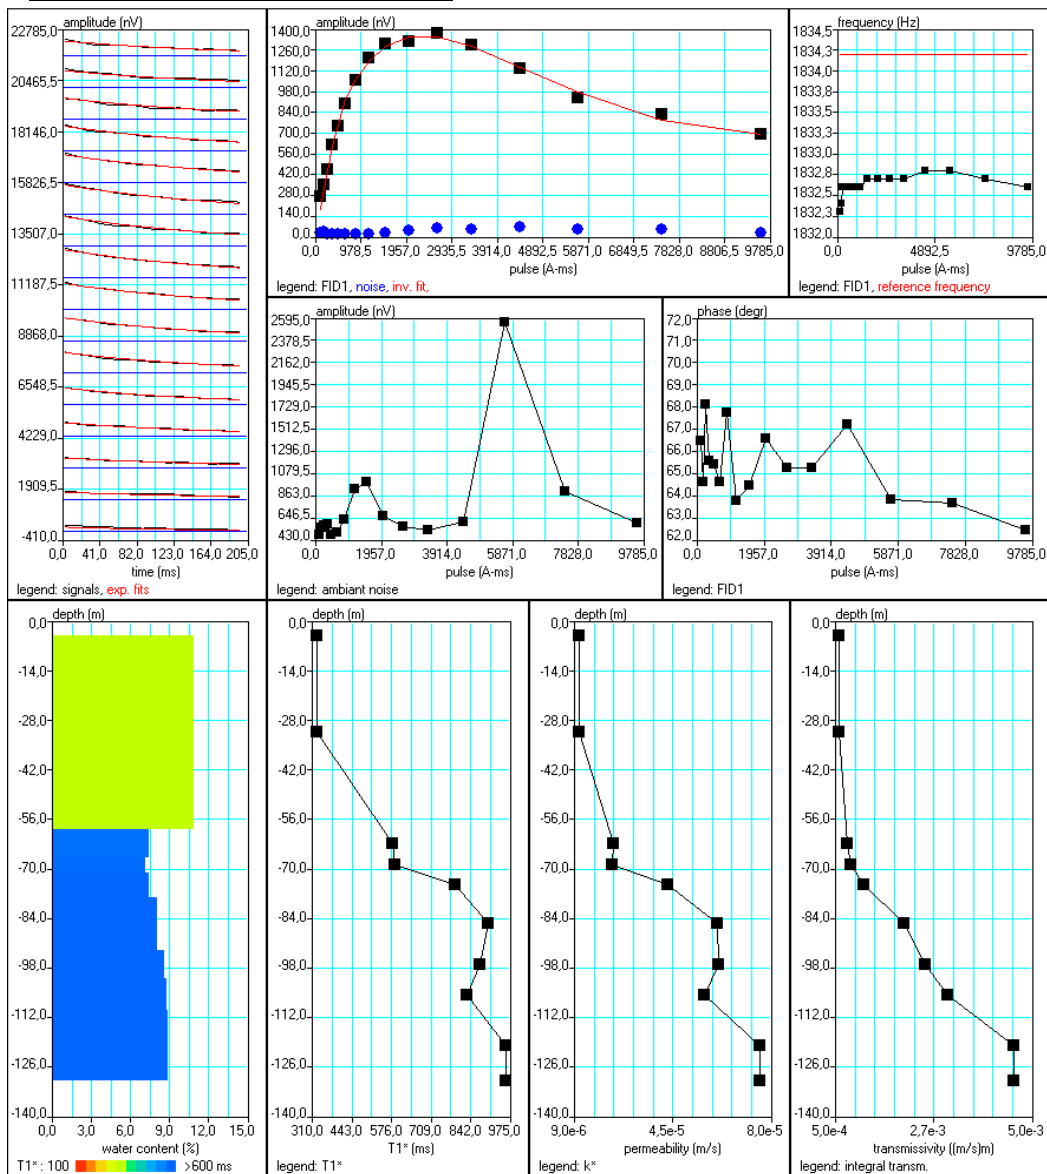 amplitude (nV)
22785,0
20465,5
18146,0
15826,5
13507,0
11187,5
8868,0
6548,5
4229,0
1909,5
-410,0
0,0 41,0 82,0 123,0 164,0 205,0
time (ms)
legend: signals, exp. fits
amplitude (nV)
1400,0
1260,0
1120,0
980,0
840,0
700,0
560,0
420,0
280,0
140,0
0,0
0,0 978,5 1957,0 2935,5 3914,0 4892,5 5871,0 6849,5 7828,0 8806,5 9785,0
pulse (A-ms)
legend: FID1, noise, inv. fit,
frequency (Hz)
1834,5
1834,3
1834,0
1833,8
1833,5
1833,3
1833,0
1832,8
1832,5
1832,3
1832,0
0,0 4892,5 9785,0
pulse (A-ms)
legend: FID1, reference frequency
amplitude (nV)
2595,0
2378,5
2162,0
1945,5
1729,0
1512,5
1296,0
1079,5
863,0
646,5
430,0
0,0 1957,0 3914,0 5871,0 7828,0 9785,0
pulse (A-ms)
legend: ambiant noise
phase (degr)
72,0
71,0
70,0
69,0
68,0
67,0
66,0
65,0
64,0
63,0
62,0
0,0 1957,0 3914,0 5871,0 7828,0 9785,0
pulse (A-ms)
legend: FID1
depth (m)
0,0
-14,0
-28,0
-42,0
-56,0
-70,0
-84,0
-98,0
-112,0
-126,0
-140,0
0,0 3,0 6,0 9,0 12,0 15,0
water content (%)
T1* : 100 >600 ms
depth (m)
0,0
-14,0
-28,0
-42,0
-56,0
-70,0
-84,0
-98,0
-112,0
-126,0
-140,0
310,0 443,0 576,0 709,0 842,0 975,0
T1* (ms)
legend: T1*
depth (m)
0,0
-14,0
-28,0
-42,0
-56,0
-70,0
-84,0
-98,0
-112,0
-126,0
-140,0
9,0e-6 4,5e-5 8,0e-5
permeability (m/s)
legend: k*
depth (m)
0,0
-14,0
-28,0
-42,0
-56,0
-70,0
-84,0
-98,0
-112,0
-126,0
-140,0
5,0e-4 2,7e-3 5,0e-3
transmissivity ((m/s)m)
legend: integral transm.